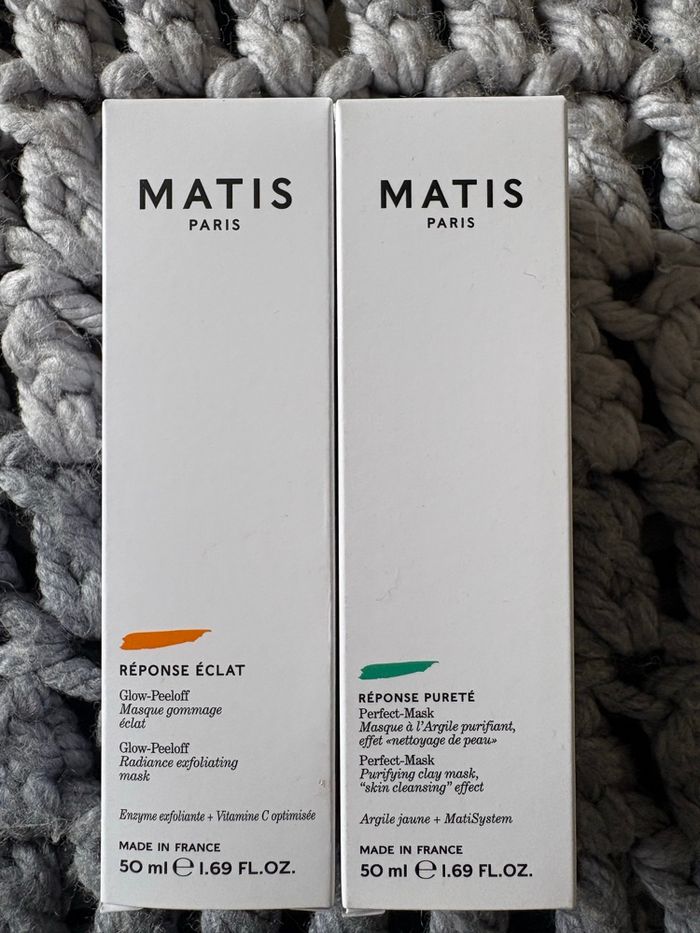 MATIS
PARIS
RÉPONSE ÉCLAT
Glow-Peeloff
Masque gommage
éclat
Glow-Peeloff
Radiance exfoliating
mask
Enzyme exfoliante + Vitamine C optimisée
MADE IN FRANCE
50 ml ℮ 1.69 FL.OZ.
MATIS
PARIS
RÉPONSE PURETÉ
Perfect-Mask
Masque à l'Argile purifiant,
effet «nettoyage de peau»
Perfect-Mask
Purifying clay mask,
“skin cleansing” effect
Argile jaune + MatiSystem
MADE IN FRANCE
50 ml ℮ 1.69 FL.OZ.